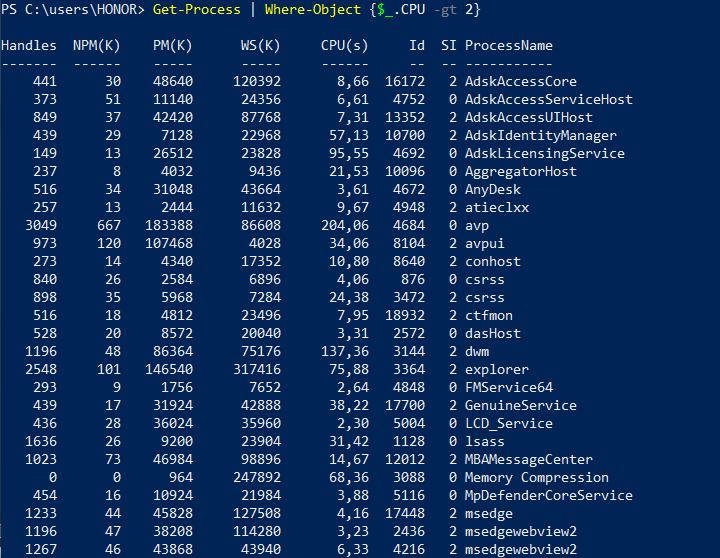 PS C:\users\HONOR> Get-Process | Where-Object {$_.CPU -gt 2}
Handles NPM(K) PM(K) WS(K) CPU(s) Id SI ProcessName
------- ------ ----- ----- ------ -- -- -----------
441 30 48640 120392 8,66 16172 2 AdskAccessCore
373 51 11140 24356 6,61 4752 0 AdskAccessServiceHost
849 37 42420 87768 7,31 13352 2 AdskAccessUIHost
439 29 7128 22968 57,13 10700 2 AdskIdentityManager
149 13 26512 23828 95,55 4692 0 AdskLicensingService
237 8 4032 9436 21,53 10096 0 AggregatorHost
516 34 31048 43664 3,61 4672 0 AnyDesk
257 13 2444 11632 9,67 4948 2 atieclxx
3049 667 183388 86608 204,06 4684 0 avp
973 120 107468 4028 34,06 8104 2 avpui
273 14 4340 17352 10,80 8640 2 conhost
840 26 2584 6896 4,06 876 0 csrss
898 35 5968 7284 24,38 3472 2 csrss
516 18 4812 23496 7,95 18932 2 ctfmon
528 20 8572 20040 3,31 2572 0 dasHost
1196 48 86364 75176 137,36 3144 2 dwm
2548 101 146540 317416 75,88 3364 2 explorer
293 9 1756 7652 2,64 4848 0 FMService64
439 17 31924 42888 38,22 17700 2 GenuineService
436 28 36024 35960 2,30 5004 0 LCD_Service
1636 26 9200 23904 31,42 1128 0 lsass
1023 73 46984 98896 14,67 12012 2 MBAMessageCenter
0 0 964 247892 68,36 3088 0 Memory Compression
454 16 10924 21984 3,88 5116 0 MpDefenderCoreService
1233 44 45828 127508 4,16 17448 2 msedge
1196 47 38208 114280 3,23 2436 2 msedgewebview2
1267 46 43868 43940 6,33 4216 2 msedgewebview2